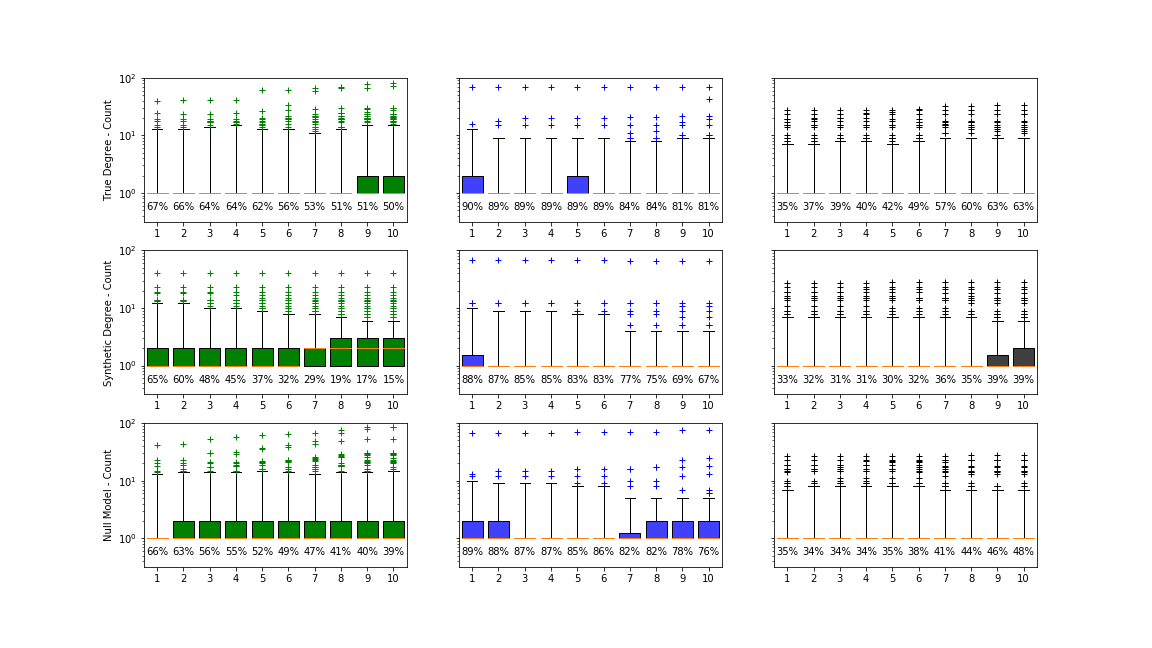 True Degree - Count
10² 10¹ 10⁰
67% 66% 64% 64% 62% 56% 53% 51% 51% 50%
1 2 3 4 5 6 7 8 9 10
90% 89% 89% 89% 89% 89% 84% 84% 81% 81%
1 2 3 4 5 6 7 8 9 10
35% 37% 39% 40% 42% 49% 57% 60% 63% 63%
1 2 3 4 5 6 7 8 9 10
Synthetic Degree - Count
10² 10¹ 10⁰
65% 60% 48% 45% 37% 32% 29% 19% 17% 15%
1 2 3 4 5 6 7 8 9 10
88% 87% 85% 85% 83% 83% 77% 75% 69% 67%
1 2 3 4 5 6 7 8 9 10
33% 32% 31% 31% 30% 32% 36% 35% 39% 39%
1 2 3 4 5 6 7 8 9 10
Null Model - Count
10² 10¹ 10⁰
66% 63% 56% 55% 52% 49% 47% 41% 40% 39%
1 2 3 4 5 6 7 8 9 10
89% 88% 87% 87% 85% 86% 82% 82% 78% 76%
1 2 3 4 5 6 7 8 9 10
35% 34% 34% 34% 35% 38% 41% 44% 46% 48%
1 2 3 4 5 6 7 8 9 10